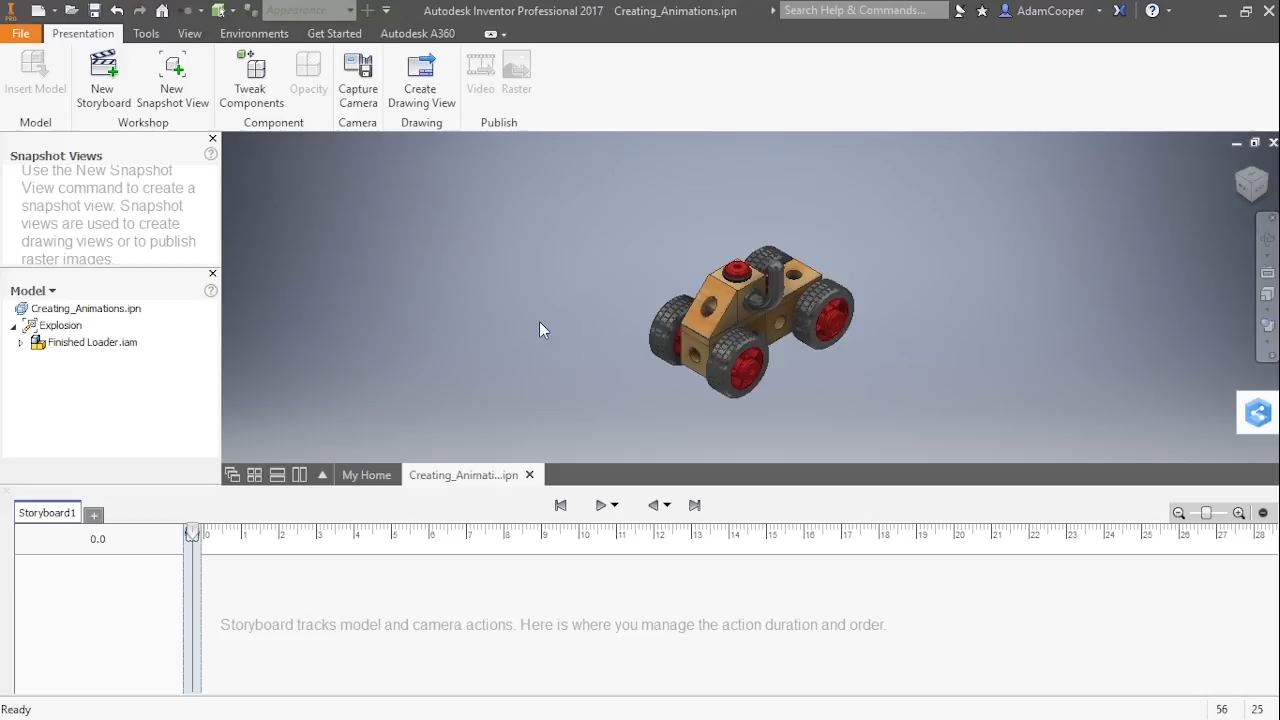 PRO
Appearance
Autodesk Inventor Professional 2017 Creating_Animations.ipn
Search Help & Commands...
AdamCooper
File Presentation Tools View Environments Get Started Autodesk A360
Insert Model
New Storyboard
New Snapshot View
Tweak Components
Opacity
Capture Camera
Create Drawing View
Video
Raster
Model Workshop Component Camera Drawing Publish
Snapshot Views
Use the New Snapshot
View command to create a
snapshot view. Snapshot
views are used to create
drawing views or to publish
raster images.
Model
Creating_Animations.ipn
Explosion
Finished Loader.iam
My Home Creating_Animati...ipn
Storyboard1
0.0
0 1 2 3 4 5 6 7 8 9 10 11 12 13 14 15 16 17 18 19 20 21 22 23 24 25 26 27 28
Storyboard tracks model and camera actions. Here is where you manage the action duration and order.
Ready 56 25